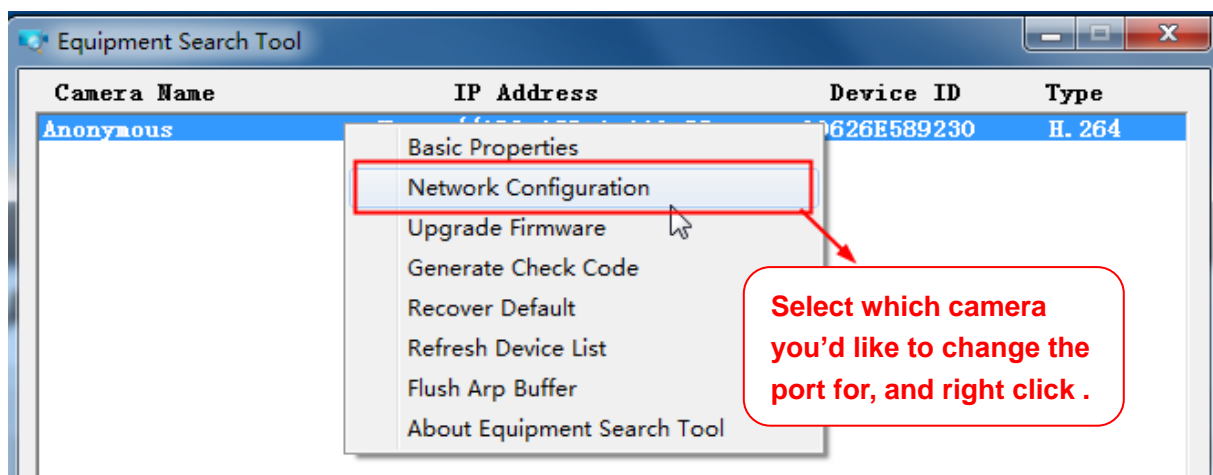 Equipment Search Tool
Camera Name IP Address Device ID Type
Anonymous H.264
Basic Properties
Network Configuration
Upgrade Firmware
Generate Check Code
Recover Default
Refresh Device List
Flush Arp Buffer
About Equipment Search Tool
Select which camera
you’d like to change the
port for, and right click .